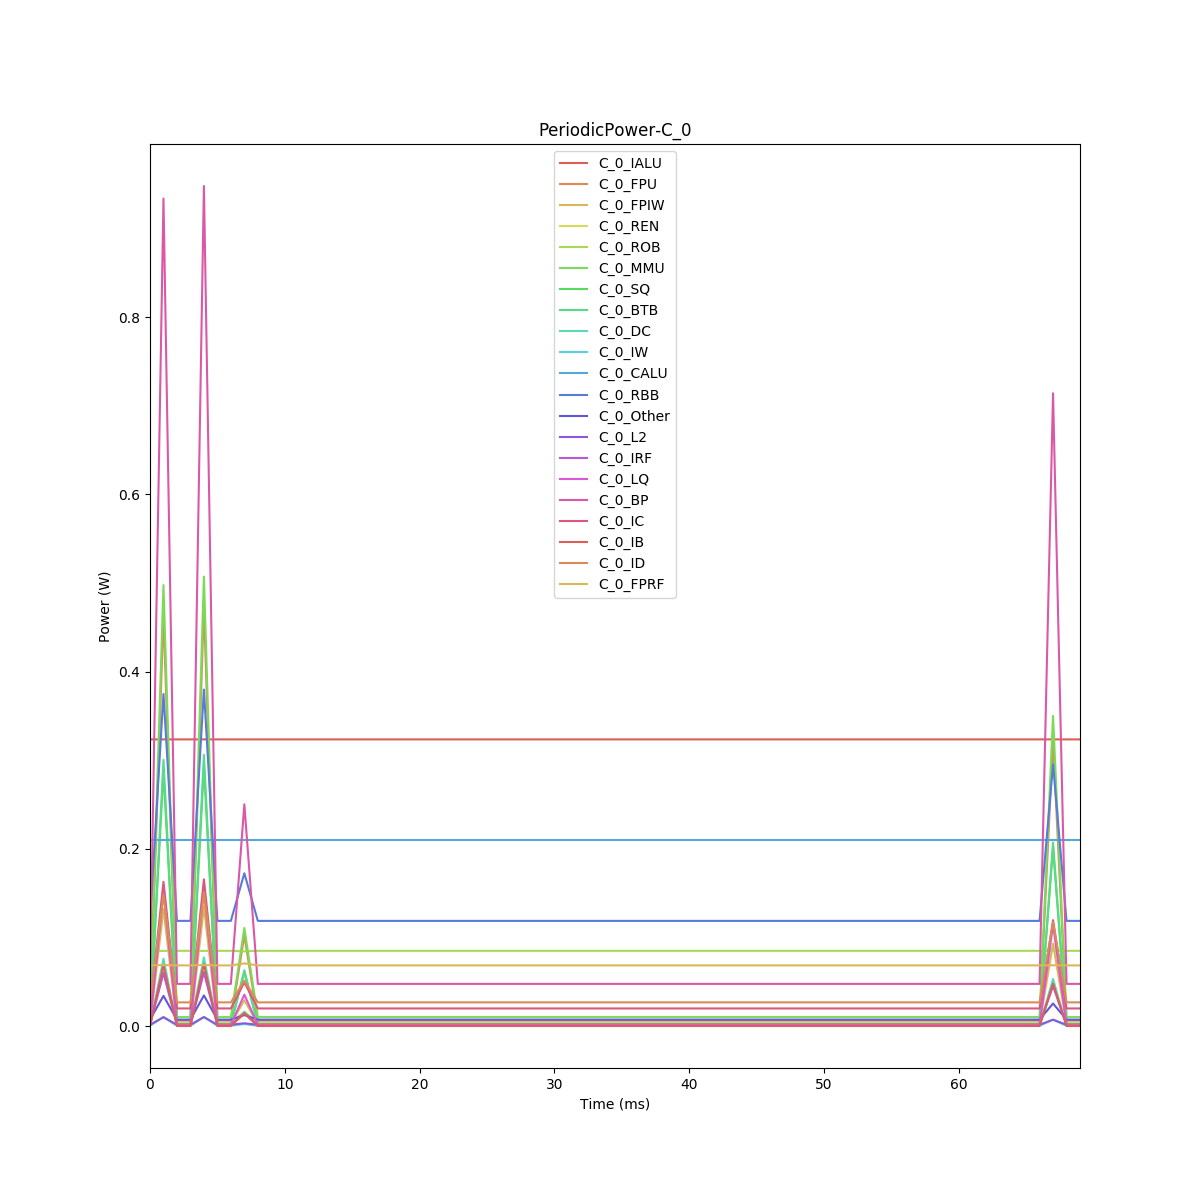 PeriodicPower-C_0
C_0_IALU
C_0_FPU
C_0_FPIW
C_0_REN
C_0_ROB
C_0_MMU
C_0_SQ
C_0_BTB
C_0_DC
C_0_IW
C_0_CALU
C_0_RBB
C_0_Other
C_0_L2
C_0_IRF
C_0_LQ
C_0_BP
C_0_IC
C_0_IB
C_0_ID
C_0_FPRF
0.8
0.6
0.4
0.2
0.0
Power (W)
0 10 20 30 40 50 60
Time (ms)